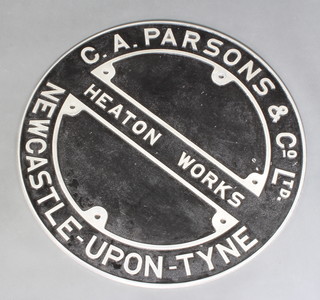 C. A. PARSONS & Co LTD.
HEATON WORKS
NEWCASTLE-UPON-TYNE